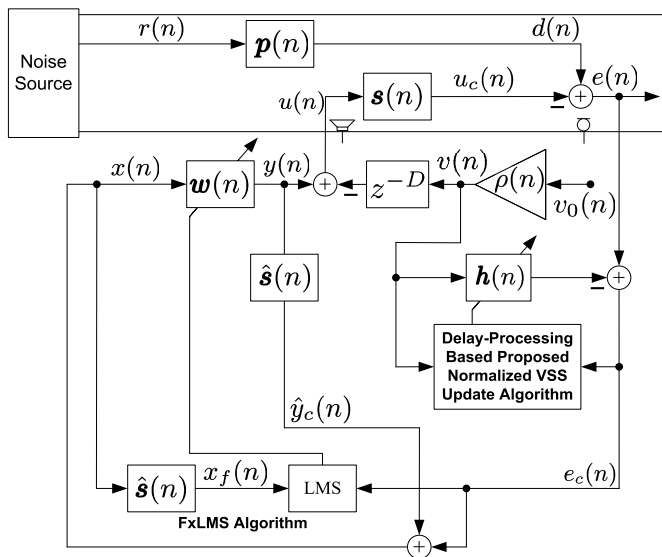 Noise
Source
r(n)
p(n)
d(n)
u(n)
s(n)
u_c(n)
e(n)
+
x(n)
w(n)
y(n)
+
z^{-D}
v(n)
ρ(n)
v_0(n)
ŝ(n)
h(n)
+
Delay-Processing
Based Proposed
Normalized VSS
Update Algorithm
ŷ_c(n)
ŝ(n)
x_f(n)
LMS
e_c(n)
FxLMS Algorithm
+